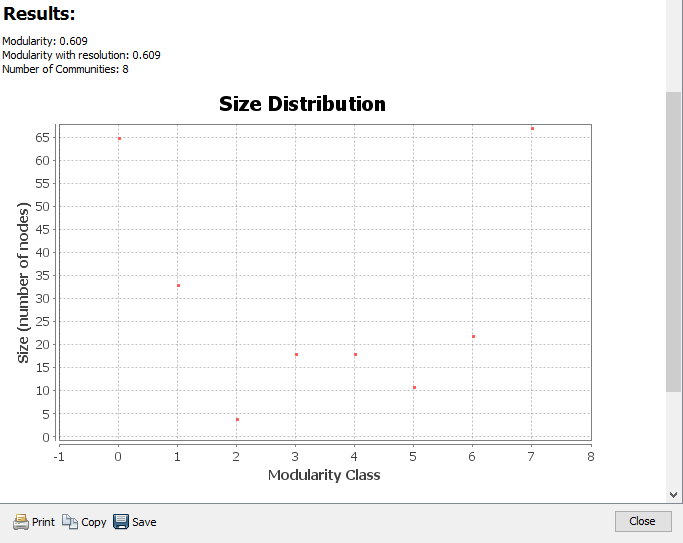 Results:
Modularity: 0.609
Modularity with resolution: 0.609
Number of Communities: 8
Size Distribution
Size (number of nodes)
65
60
55
50
45
40
35
30
25
20
15
10
5
0
-1 0 1 2 3 4 5 6 7 8
Modularity Class
Print Copy Save Close